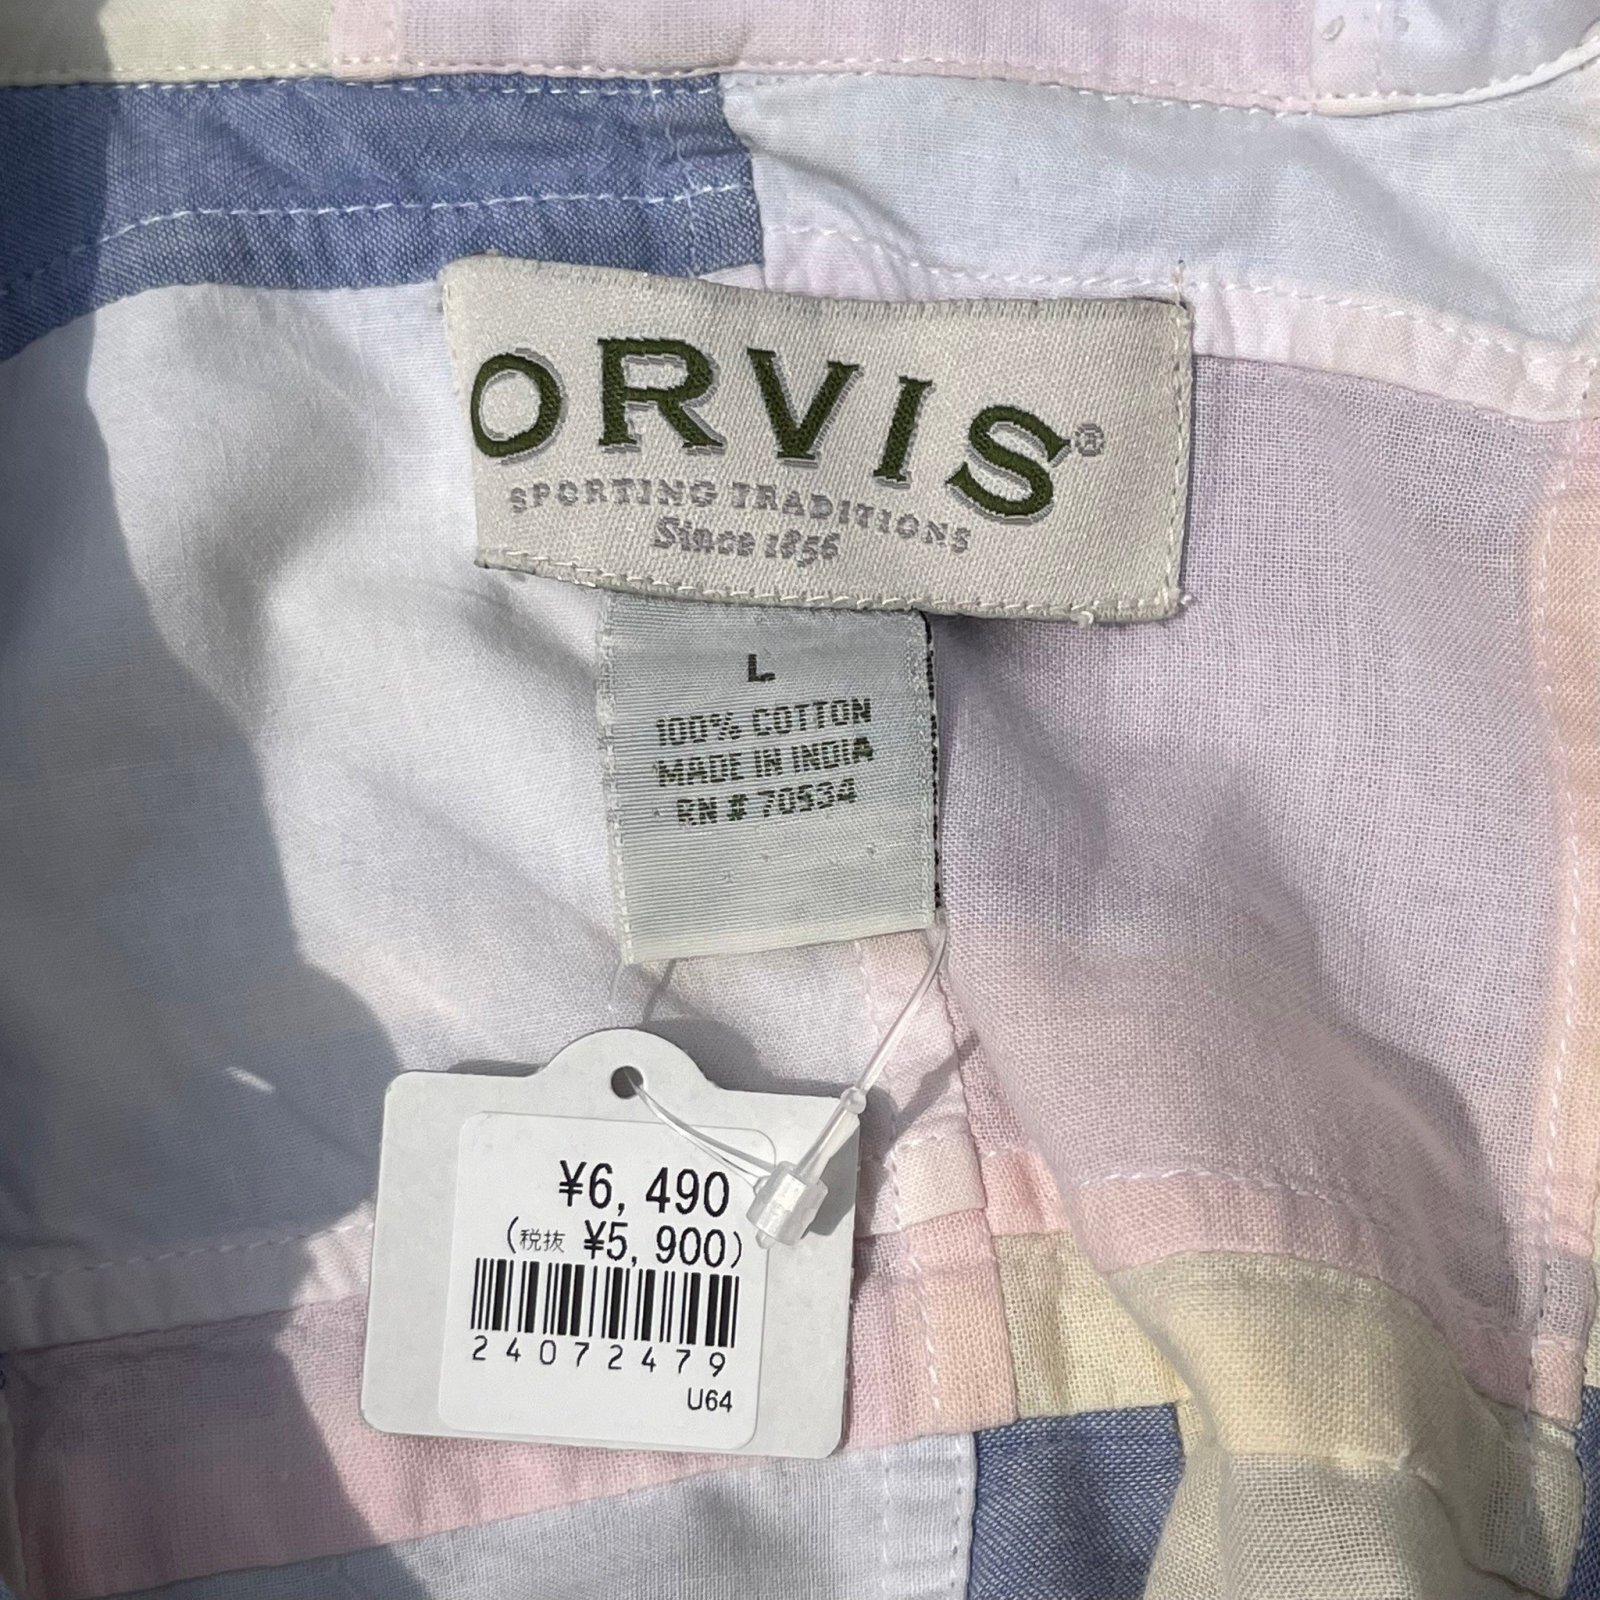 ORVIS®
SPORTING TRADITIONS
Since 1856
L
100% COTTON
MADE IN INDIA
RN # 70534
¥6,490
(税抜 ¥5,900)
24072479
U64